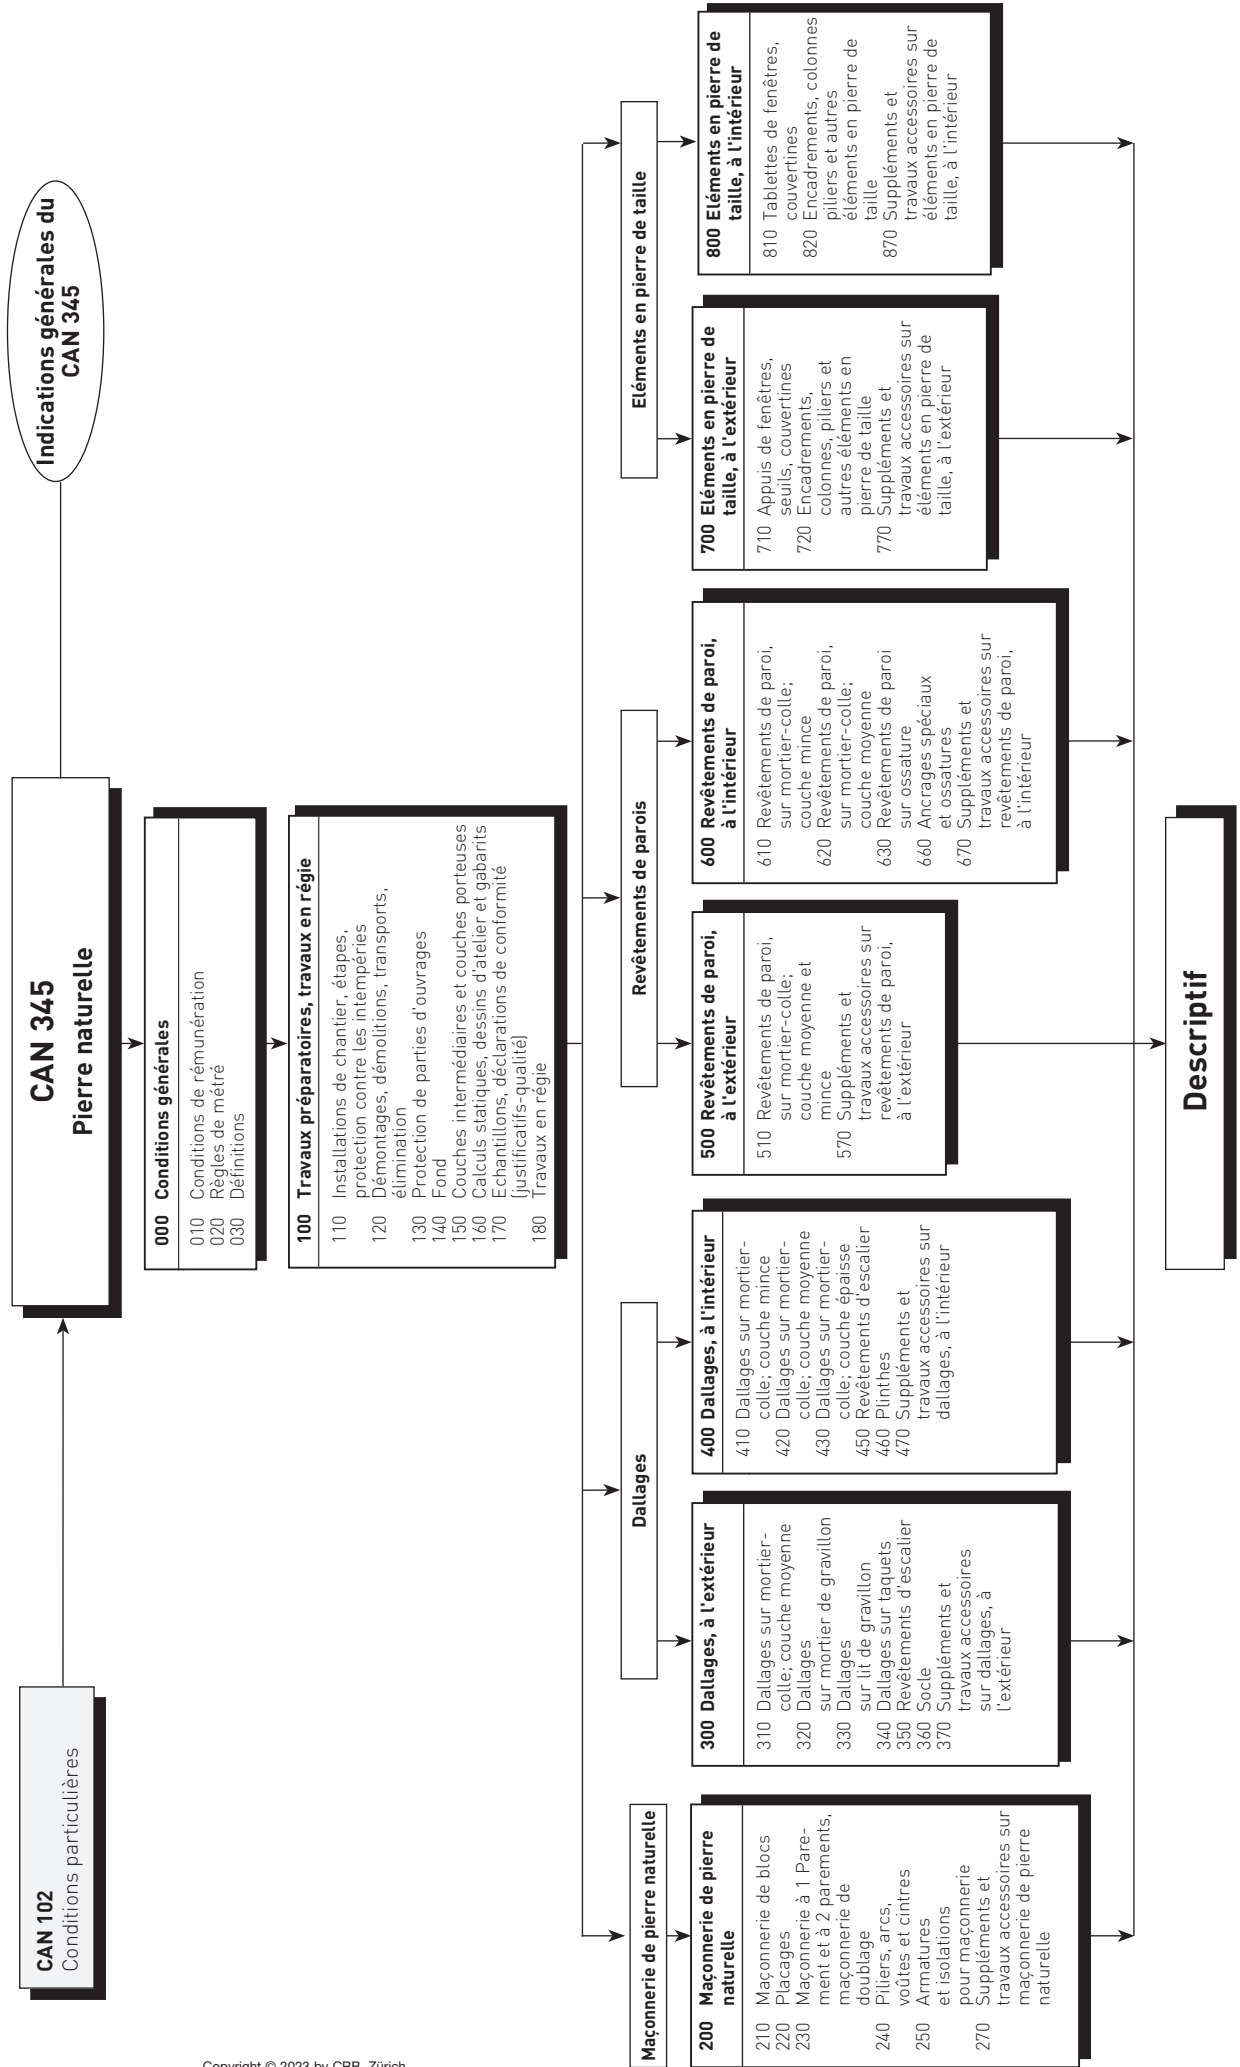 CAN 102
Conditions particulières
CAN 345
Pierre naturelle
Indications générales du
CAN 345
000 Conditions générales
010 Conditions de rémunération
020 Règles de métré
030 Définitions
100 Travaux préparatoires, travaux en régie
110 Installations de chantier, étapes,
protection contre les intempéries
120 Démontages, démolitions, transports,
élimination
130 Protection de parties d'ouvrages
140 Fond
150 Couches intermédiaires et couches porteuses
160 Calculs statiques, dessins d'atelier et gabarits
170 Echantillons, déclarations de conformité
(justificatifs-qualité)
180 Travaux en régie
Maçonnerie de pierre naturelle
200 Maçonnerie de pierre
naturelle
210 Maçonnerie de blocs
220 Placages
230 Maçonnerie à 1 Pare-
ment et à 2 parements,
maçonnerie de
doublage
240 Piliers, arcs,
voûtes et cintres
250 Armatures
et isolations
pour maçonnerie
270 Suppléments et
travaux accessoires sur
maçonnerie de pierre
naturelle
Dallages
300 Dallages, à l'extérieur
310 Dallages sur mortier-
colle; couche moyenne
320 Dallages
sur mortier de gravillon
330 Dallages
sur lit de gravillon
340 Dallages sur taquets
350 Revêtements d'escalier
360 Socle
370 Suppléments et
travaux accessoires
sur dallages, à
l'extérieur
400 Dallages, à l'intérieur
410 Dallages sur mortier-
colle; couche mince
420 Dallages sur mortier-
colle; couche moyenne
430 Dallages sur mortier-
colle; couche épaisse
450 Revêtements d'escalier
460 Plinthes
470 Suppléments et
travaux accessoires sur
dallages, à l'intérieur
Revêtements de parois
500 Revêtements de paroi,
à l'extérieur
510 Revêtements de paroi,
sur mortier-colle;
couche moyenne et
mince
570 Suppléments et
travaux accessoires sur
revêtements de paroi,
à l'extérieur
600 Revêtements de paroi,
à l'intérieur
610 Revêtements de paroi,
sur mortier-colle;
couche mince
620 Revêtements de paroi,
sur mortier-colle;
couche moyenne
630 Revêtements de paroi
sur ossature
660 Ancrages spéciaux
et ossatures
670 Suppléments et
travaux accessoires sur
revêtements de paroi,
à l'intérieur
Eléments en pierre de taille
700 Eléments en pierre de
taille, à l'extérieur
710 Appuis de fenêtres,
seuils, couvertines
720 Encadrements,
colonnes, piliers et
autres éléments en
pierre de taille
770 Suppléments et
travaux accessoires sur
éléments en pierre de
taille, à l'extérieur
800 Eléments en pierre de
taille, à l'intérieur
810 Tablettes de fenêtres,
couvertines
820 Encadrements, colonnes
piliers et autres
éléments en pierre de
taille
870 Suppléments et
travaux accessoires sur
éléments en pierre de
taille, à l'intérieur
Descriptif
Copyright © 2023 by CRB, Zürich